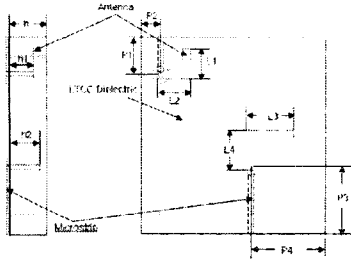 Antenna
h
P2
h1
P1
L1
LTCC Dielectric
L2
h2
L3
L4
P3
Microstrip
P4